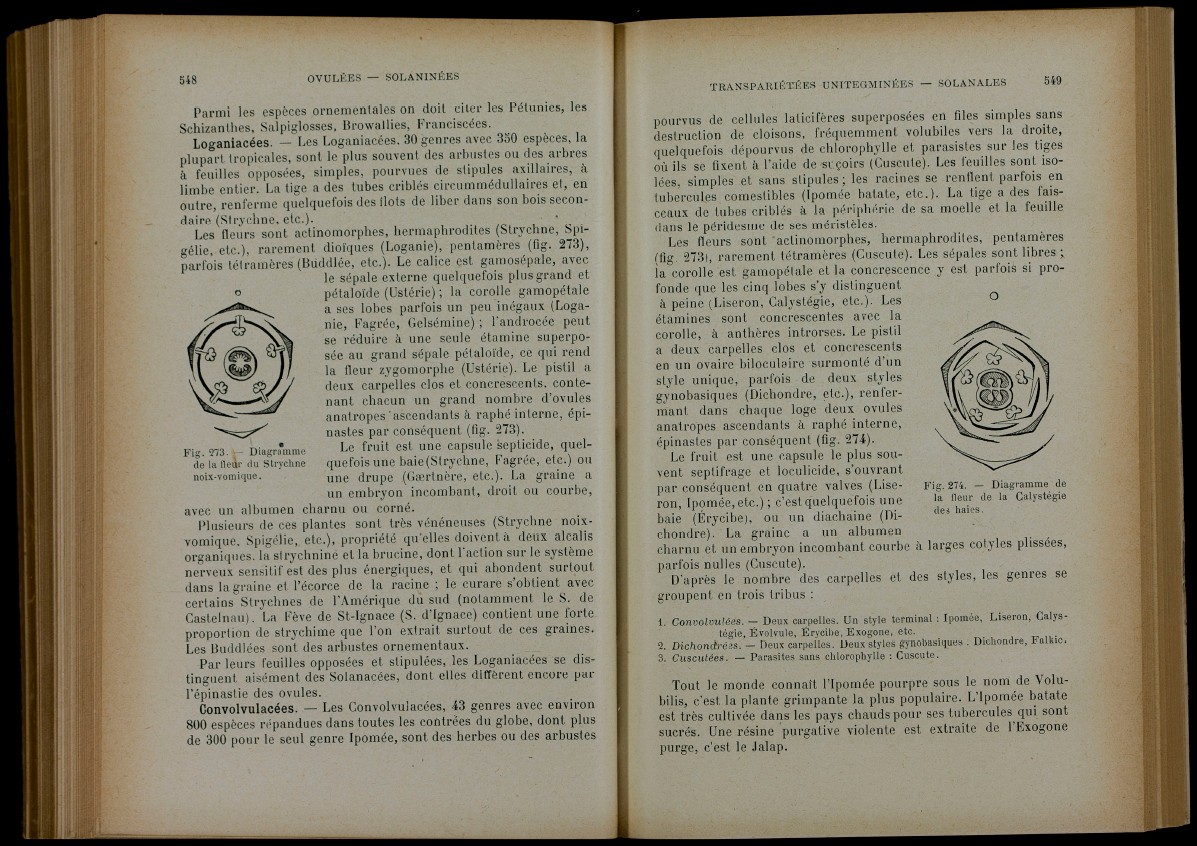 548
OVULÉES — SOLANINÉES
Parmi les espèces ornementales on doit citer les Pétunies, les
Schizanthes, Salpiglosses, Browallies, Franciscées.
Loganiacées. — Les Loganiacées. 30 genres avec 350 espèces, la
plupart tropicales, sont le plus souvent des arbustes ou des arbres
à feuilles opposées, simples, pourvues de stipules axillaires, à
limbe entier. La tige a des tubes criblés circummédullaires et, en
outre, renferme quelquefois des îlots de liber dans son bois secon-
daire (Strychne, etc.).
Les fleurs sont actinomorphes, hermaphrodites (Strychne, Spi-
gélie, etc.), rarement dioïques (Loganie), pentamères (fig. 273),
parfois tétramères (Buddlée, etc.). Le calice est gamosépale, avec
le sépale externe quelquefois plus grand et
pétaloïde (Ustérie) ; la corolle gamopétale
a ses lobes parfois un peu inégaux (Loga-
nie, Fagrée, Gelsémine) ; l'androcée peut
se réduire à une seule étamine superpo-
sée au grand sépale pétaloïde, ce qui rend
la fleur zygomorphe (Ustérie). Le pistil a
deux carpelles clos et concrescents. conte-
nant chacun un grand nombre d'ovules
anatropes ascendants à raphé interne, épi-
nastes par conséquent (fig. 273).
Le fruit est une capsule septicide, quel-
quefois une baie (Strychne, Fagrée, etc.) ou
une drupe (Gærtnère, etc.). La graine a
un embryon incombant, droit ou courbe,
avec un albumen charnu ou corné.
Fig. 273. — Diagramme
de la fleur du Strychne
noix-vomique.
Plusieurs de ces plantes sont très vénéneuses (Strychne noix-
vomique, Spigélie, etc.), propriété qu'elles doivent à deux alcalis
organiques. la strychnine et la brucine, dont l'action sur le système
nerveux sensitif est des plus énergiques, et qui abondent surtout
dans la graine et l'écorce de la racine ; le curare s'obtient avec
certains Strychnes de l'Amérique du sud (notamment le S. de
Castelnau). La Fève de St-Ignace (S. d'Ignace) contient une forte
proportion de strychime que l'on extrait surtout de ces graines.
Les Buddlées sont des arbustes ornementaux.
Par leurs feuilles opposées et stipulées, les Loganiacées se dis-
tinguent aisément des Solanacées, dont elles diffèrent encore par
l'épinastie des ovules.
Convolvulacées. — Les Convolvulacées, 43 genres avec environ
800 espèces répandues dans toutes les contrées du globe, dont plus
de 300 pour le seul genre Ipomée, sont des herbes ou des arbustes
TRANSPARIÉTÉES UNITEGMINÉES — SOLANALES
549
pourvus de cellules laticifères superposées en files simples sans
destruction de cloisons, fréquemment volubiles vers la droite,
quelquefois dépourvus de chlorophylle et parasistes sur les tiges
où ils se fixent à l'aide de suçoirs (Cuscute). Les feuilles sont iso-
lées, simples et sans stipules ; les racines se renflent parfois en
tubercules comestibles (Ipomée batate, etc.). La tige a des fais-
ceaux de tubes criblés à la périphérie de sa moelle et la feuille
dans le péridesme de ses méristèles.
Les fleurs sont actinomorphes, hermaphrodites, pentamères
(fig 273), rarement tétramères (Cuscute). Les sépales sont libres ;
la corolle est gamopétale et la concrescence y est parfois si pro-
fonde que les cinq lobes s'y distinguent
à peine (Liseron, Calystégie, etc.). Les
étamines sont concrescentes avec la
corolle, à anthères introrses. Le pistil
a deux carpelles clos et concrescents
en un ovaire biloculaire surmonté d'un
style unique, parfois de deux styles
gynobasiques (Dichondre, etc.), renfer-
mant dans chaque loge deux ovules
anatropes ascendants à raphé interne,
épinastes par conséquent (fig. 274).
Le fruit est une capsule le plus sou-
vent septifrage et loculicide, s'ouvrant
par conséquent en quatre valves (Lise-
ron, Ipomée, etc.) ; c'est quelquefois une
baie (Érycibe), ou un diachaine (Di-
chondre). La graine a un albumen
charnu et un embryon incombant courbe à larges cotyles plissées,
parfois nulles (Cuscute).
Fig. 274. — Diagramme de
la fleur de la Calystégie
des haies.
D'après le nombre des carpelles et des styles, les genres se
groupent en trois tribus :
1. Convolvulées. — Deux carpelles. Un style terminal : Ipomée, Liseron, Calys-
tégie, Évolvule, Érycibe, Exogone, etc.
2. Dichondrées. — Deux carpelles. Deux styles gynobasiques : Dichondre, Falkie.
3. Cuscutées. — Parasites sans chlorophylle : Cuscute.
Tout le monde connaît l'Ipomée pourpre sous le nom de Volu-
bilis, c'est la plante grimpante la plus populaire. L'Ipomée batate
est très cultivée dans les pays chauds pour ses tubercules qui sont
sucrés. Une résine purgative violente est extraite de l'Exogone
purge, c'est le Jalap.